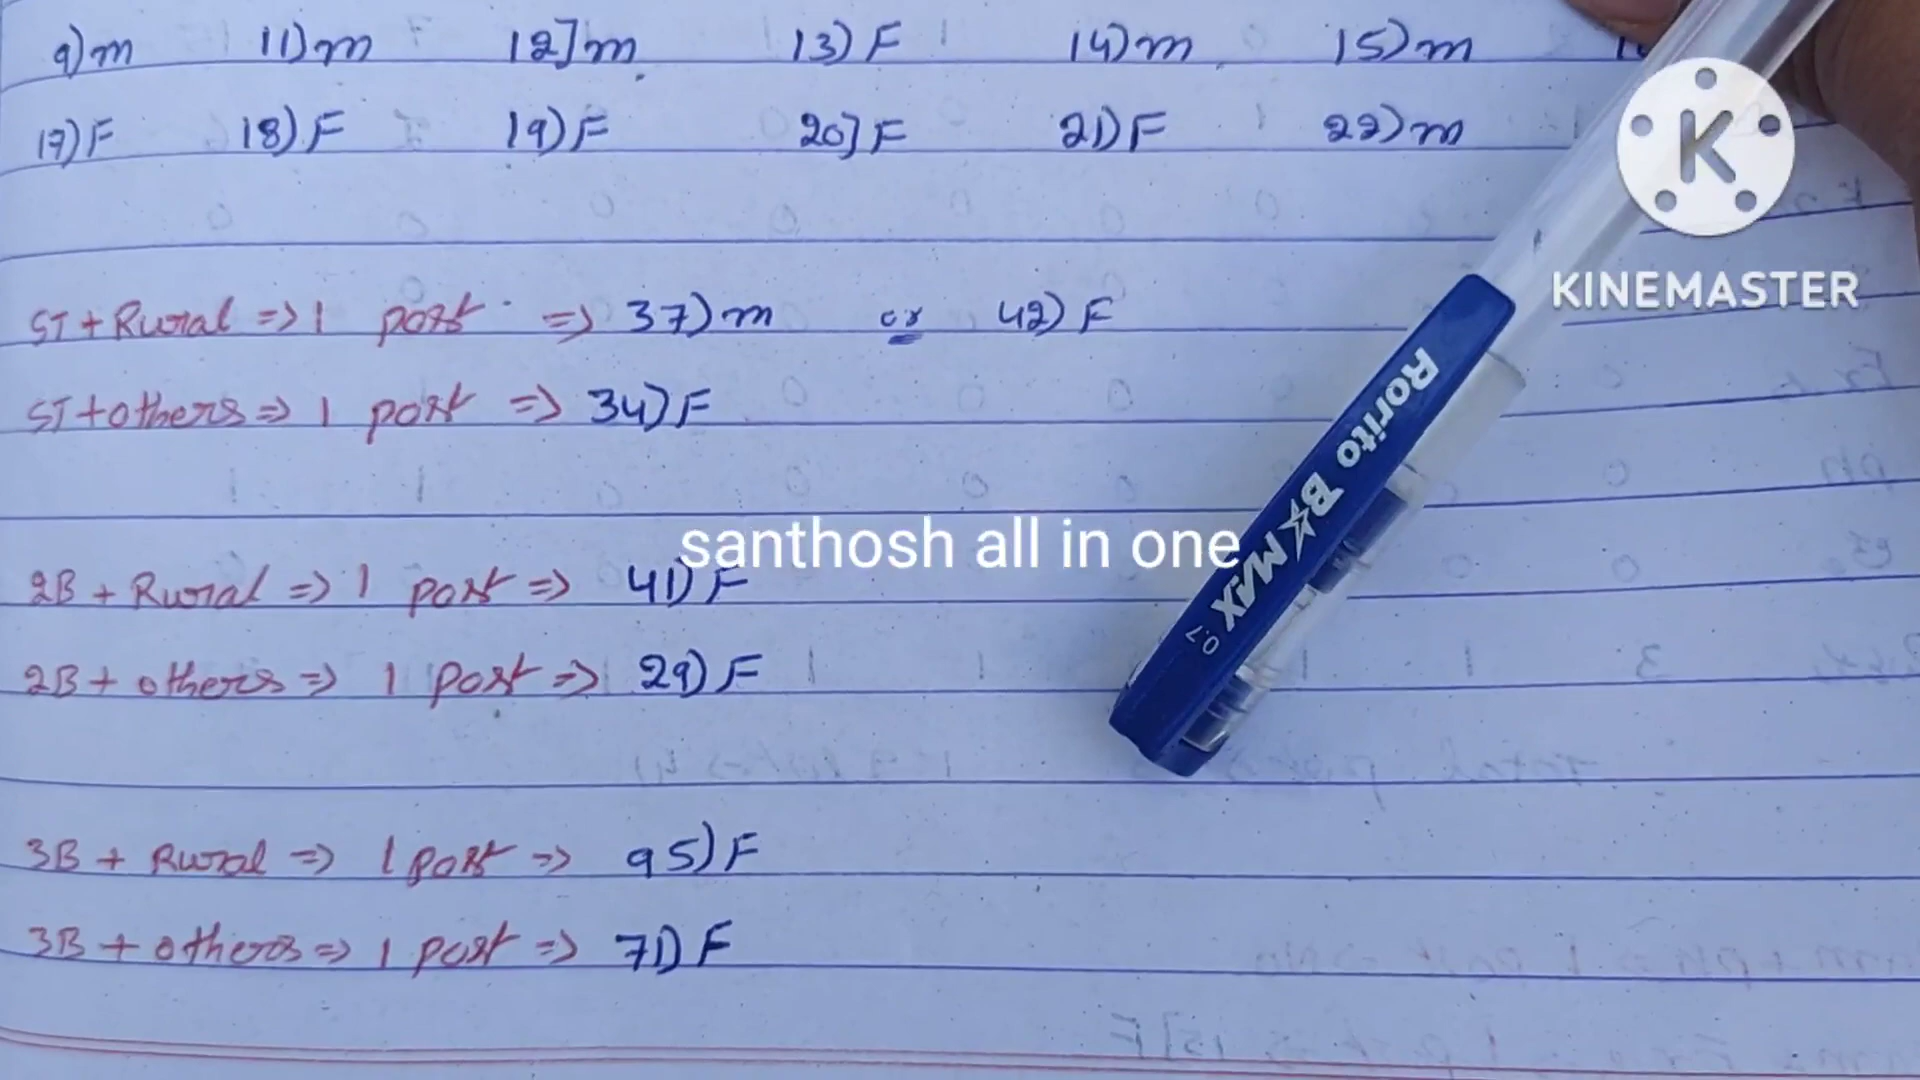 9)m 11)m 12]m 13) F 14)m 15)m
17)F 18) F 19)F 20]F 21)F 22)m
K
KINEMASTER
ST + Rural => 1 post => 37)m or 42) F
ST + others => 1 post => 34) F
Rorito B MAX 0.7
santhosh all in one
2B + Rural => 1 post => 41) F
2B + others => 1 post => 29) F
3B + Rural => 1 post => 95) F
3B + others => 1 post => 71) F